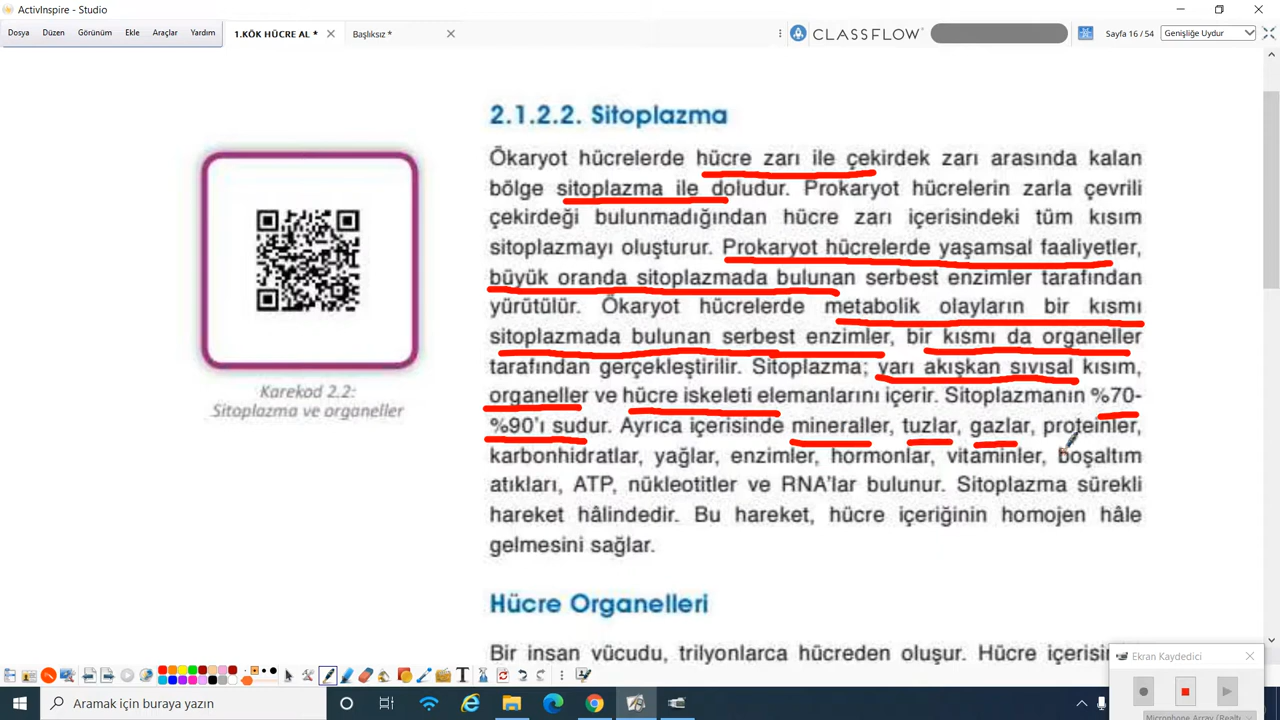 ActivInspire - Studio
Dosya Düzen Görünüm Ekle Araçlar Yardım
1.KÖK HÜCRE AL *
Başlıksız *
CLASSFLOW
Sayfa 16 / 54
Genişliğe Uydur
2.1.2.2. Sitoplazma
Ökaryot hücrelerde hücre zarı ile çekirdek zarı arasında kalan
bölge sitoplazma ile doludur. Prokaryot hücrelerin zarla çevrili
çekirdeği bulunmadığından hücre zarı içerisindeki tüm kısım
sitoplazmayı oluşturur. Prokaryot hücrelerde yaşamsal faaliyetler,
büyük oranda sitoplazmada bulunan serbest enzimler tarafından
yürütülür. Ökaryot hücrelerde metabolik olayların bir kısmı
sitoplazmada bulunan serbest enzimler, bir kısmı da organeller
tarafından gerçekleştirilir. Sitoplazma; yarı akışkan sıvısal kısım,
organeller ve hücre iskeleti elemanlarını içerir. Sitoplazmanın %70-
%90'ı sudur. Ayrıca içerisinde mineraller, tuzlar, gazlar, proteinler,
karbonhidratlar, yağlar, enzimler, hormonlar, vitaminler, boşaltım
atıkları, ATP, nükleotitler ve RNA'lar bulunur. Sitoplazma sürekli
hareket hâlindedir. Bu hareket, hücre içeriğinin homojen hâle
gelmesini sağlar.
Karekod 2.2:
Sitoplazma ve organeller
Hücre Organelleri
Bir insan vücudu, trilyonlarca hücreden oluşur. Hücre
Ekran Kaydedici
Microphone Array
Aramak için buraya yazın